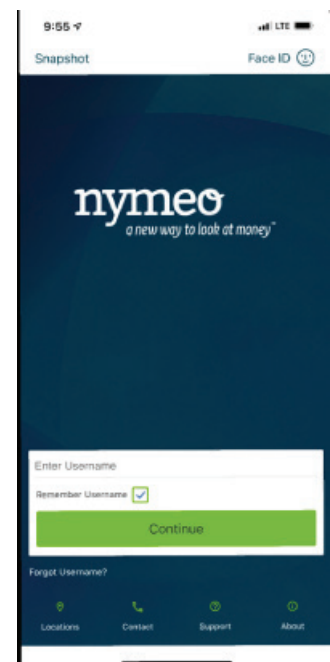 9:55
LTE
Snapshot
Face ID
nymeo
a new way to look at money™
Enter Username
Remember Username
Continue
Forgot Username?
Locations Contact Support About